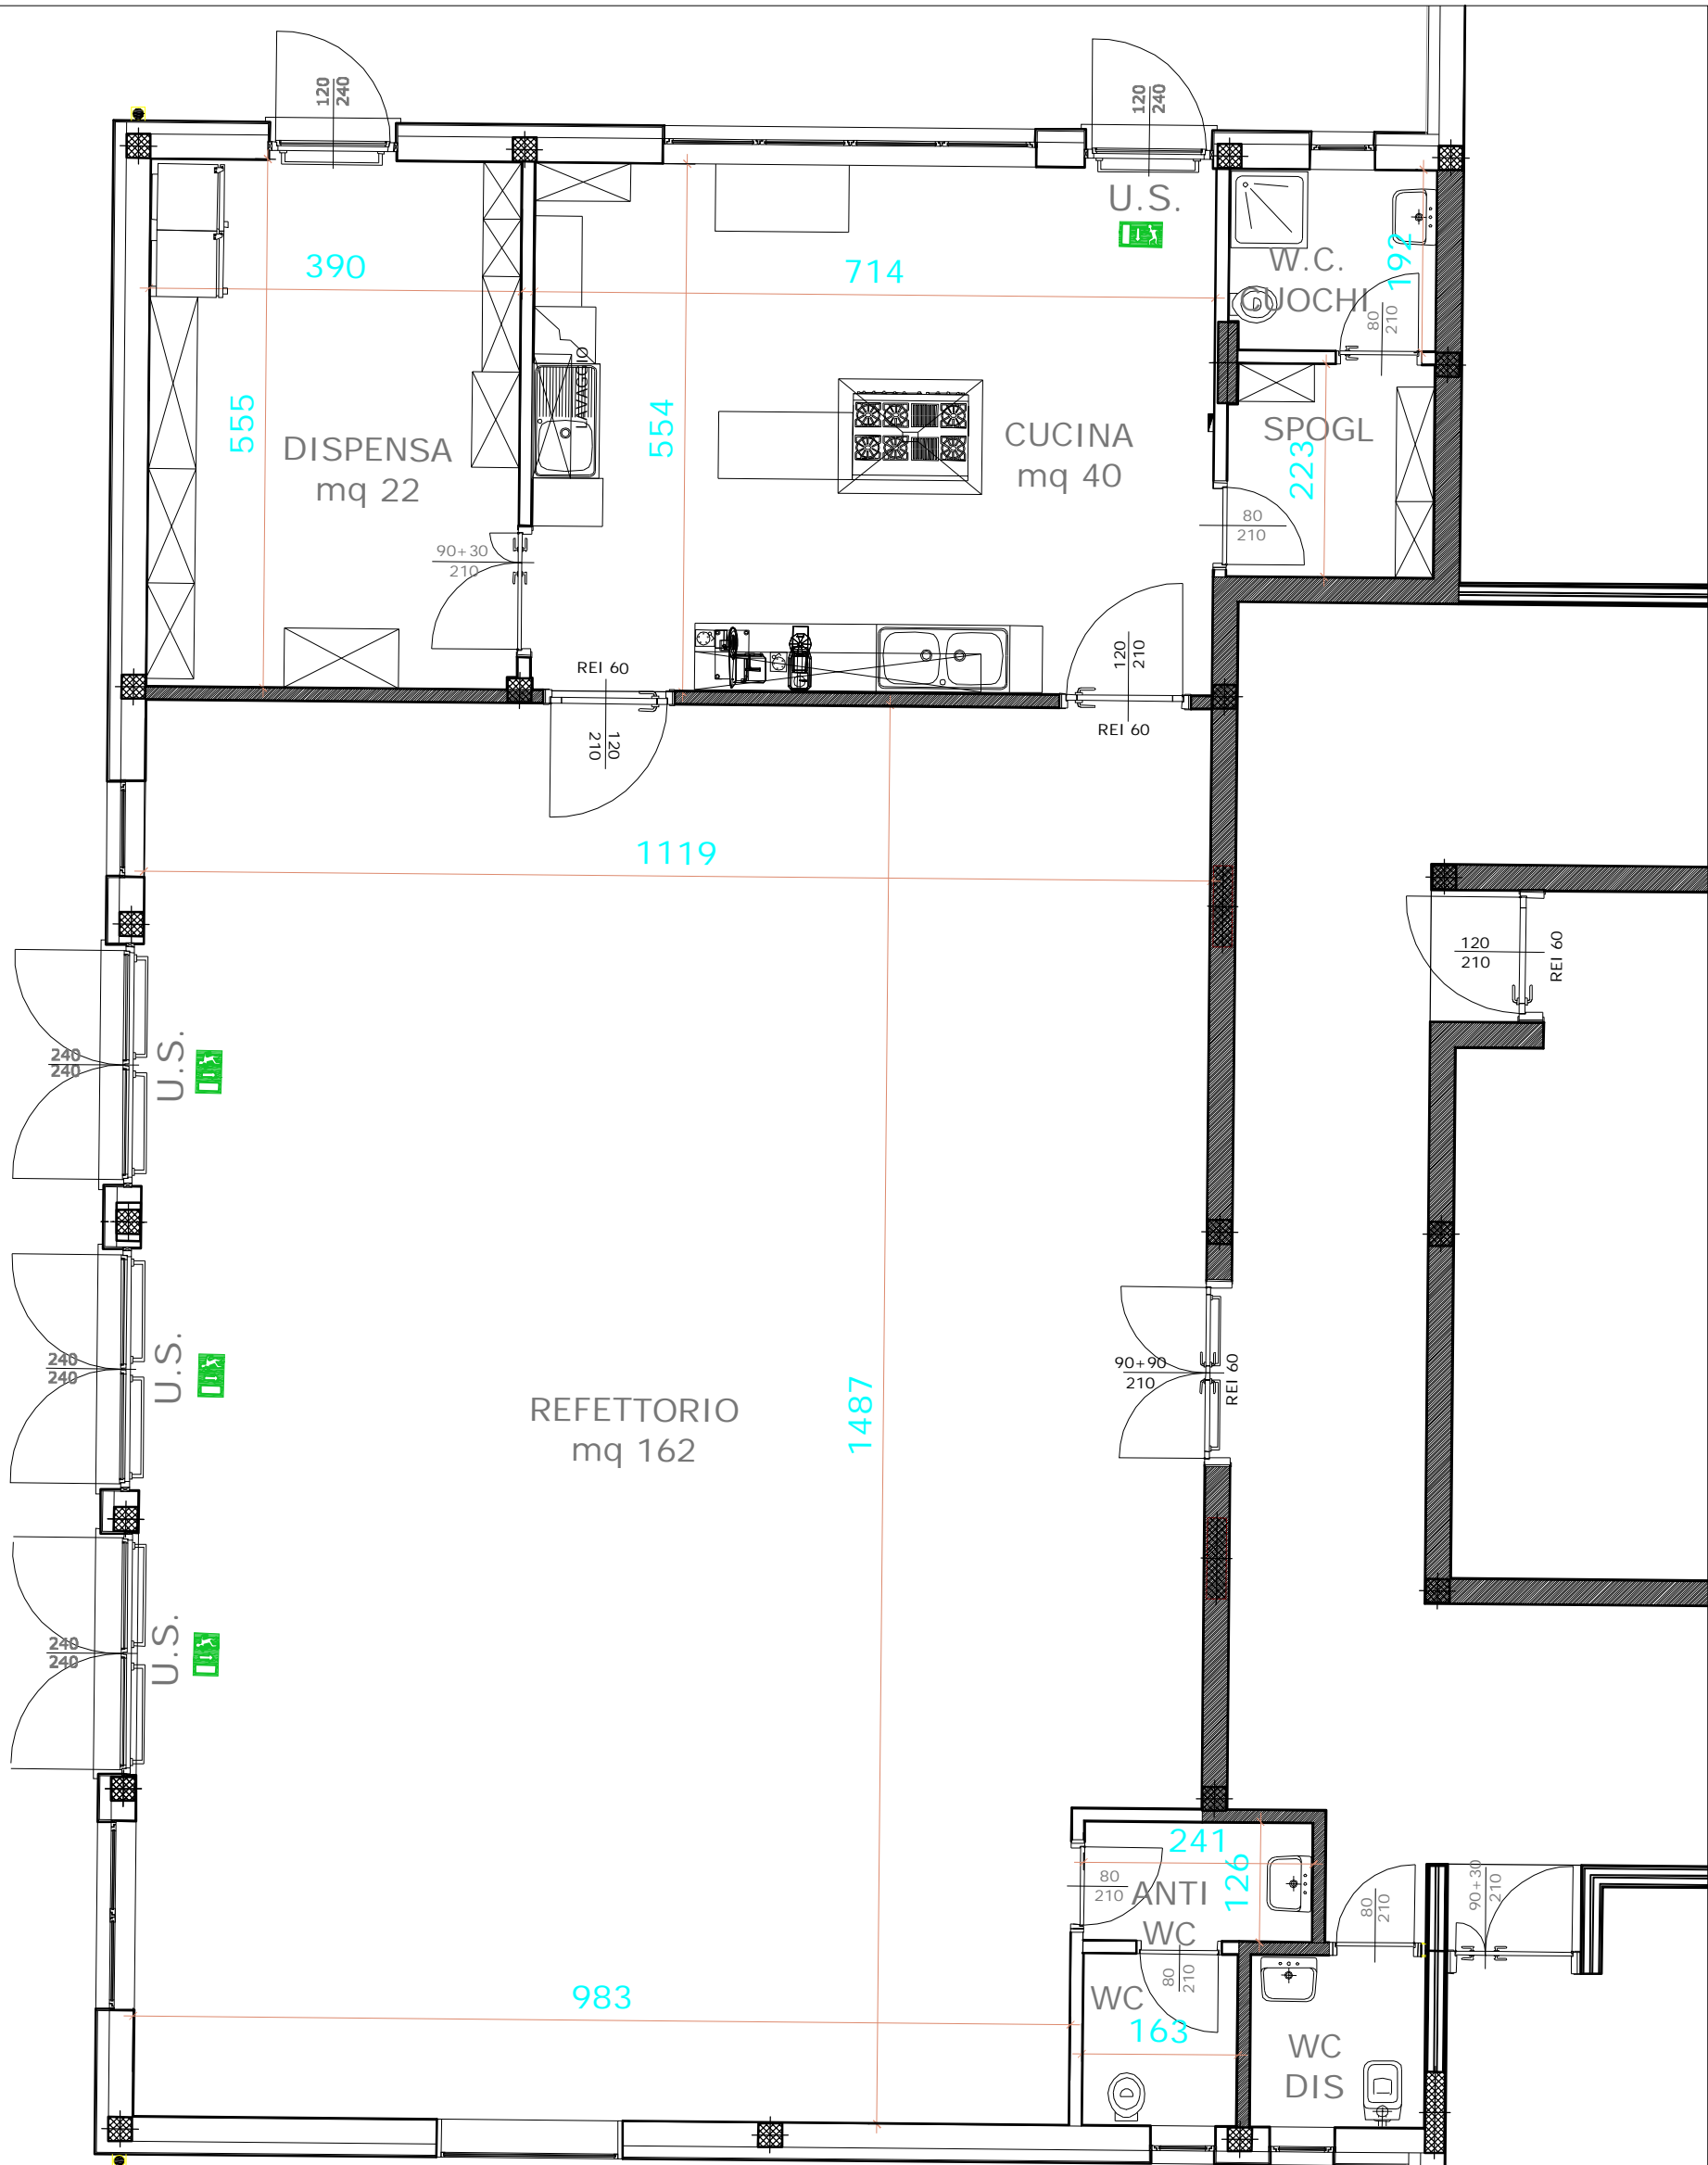 120
240
120
240
U.S.
390
714
W.C.
CUOCHI
192
80
210
LAVAGGIO
555
554
DISPENSA
mq 22
CUCINA
mq 40
SPOGL
223
80
210
90+30
210
REI 60
120
210
120
210
REI 60
1119
120
210
REI 60
240
240
U.S.
240
240
U.S.
90+90
210
REI 60
REFETTORIO
mq 162
1487
240
240
U.S.
241
126
80
210
ANTI
WC
80
210
90+30
210
80
210
983
WC
163
WC
DIS